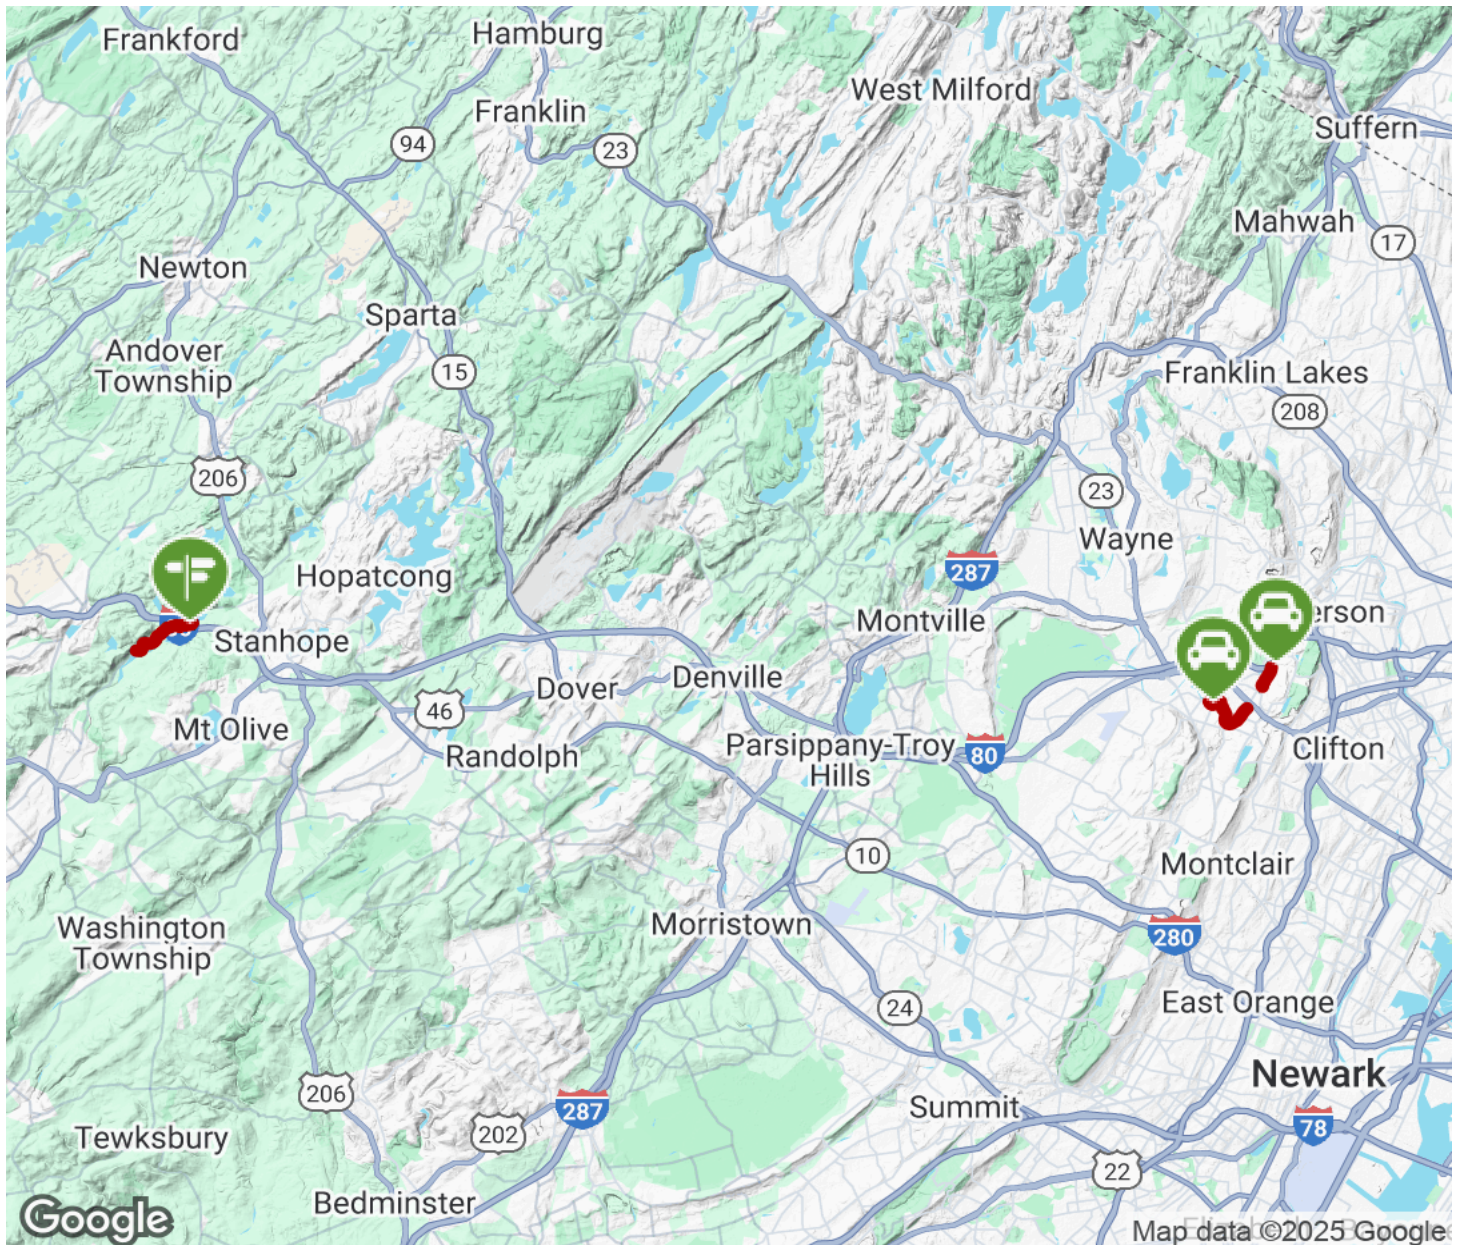 Frankford
Hamburg
West Milford
Franklin
Suffern
94
23
Mahwah
17
Newton
Sparta
Andover
Township
15
Franklin Lakes
208
206
23
Wayne
Hopatcong
287
Montville
erson
Stanhope
Denville
Dover
46
Mt Olive
Randolph
Parsippany-Troy
Hills
80
Clifton
10
Montclair
Washington
Township
Morristown
280
24
East Orange
Newark
206
287
Summit
202
78
Tewksbury
22
Bedminster
Google
Map data ©2025 Google